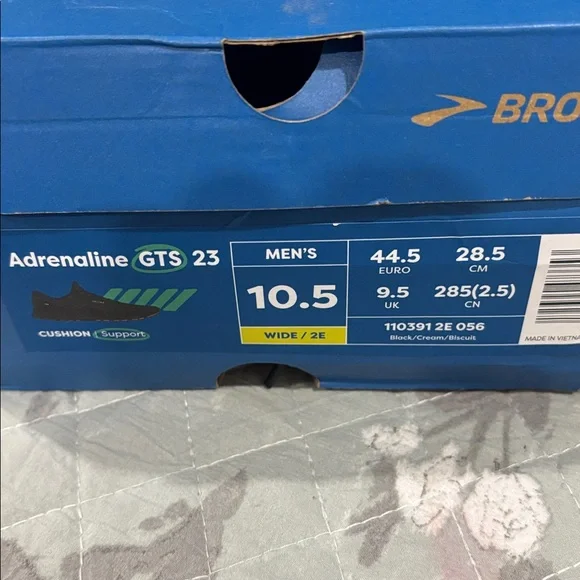 BRO
Adrenaline GTS 23
CUSHION Support
MEN'S
10.5
WIDE / 2E
44.5 28.5
EURO CM
9.5 285(2.5)
UK CN
110391 2E 056
Black/Cream/Biscuit
MADE IN VIETNA